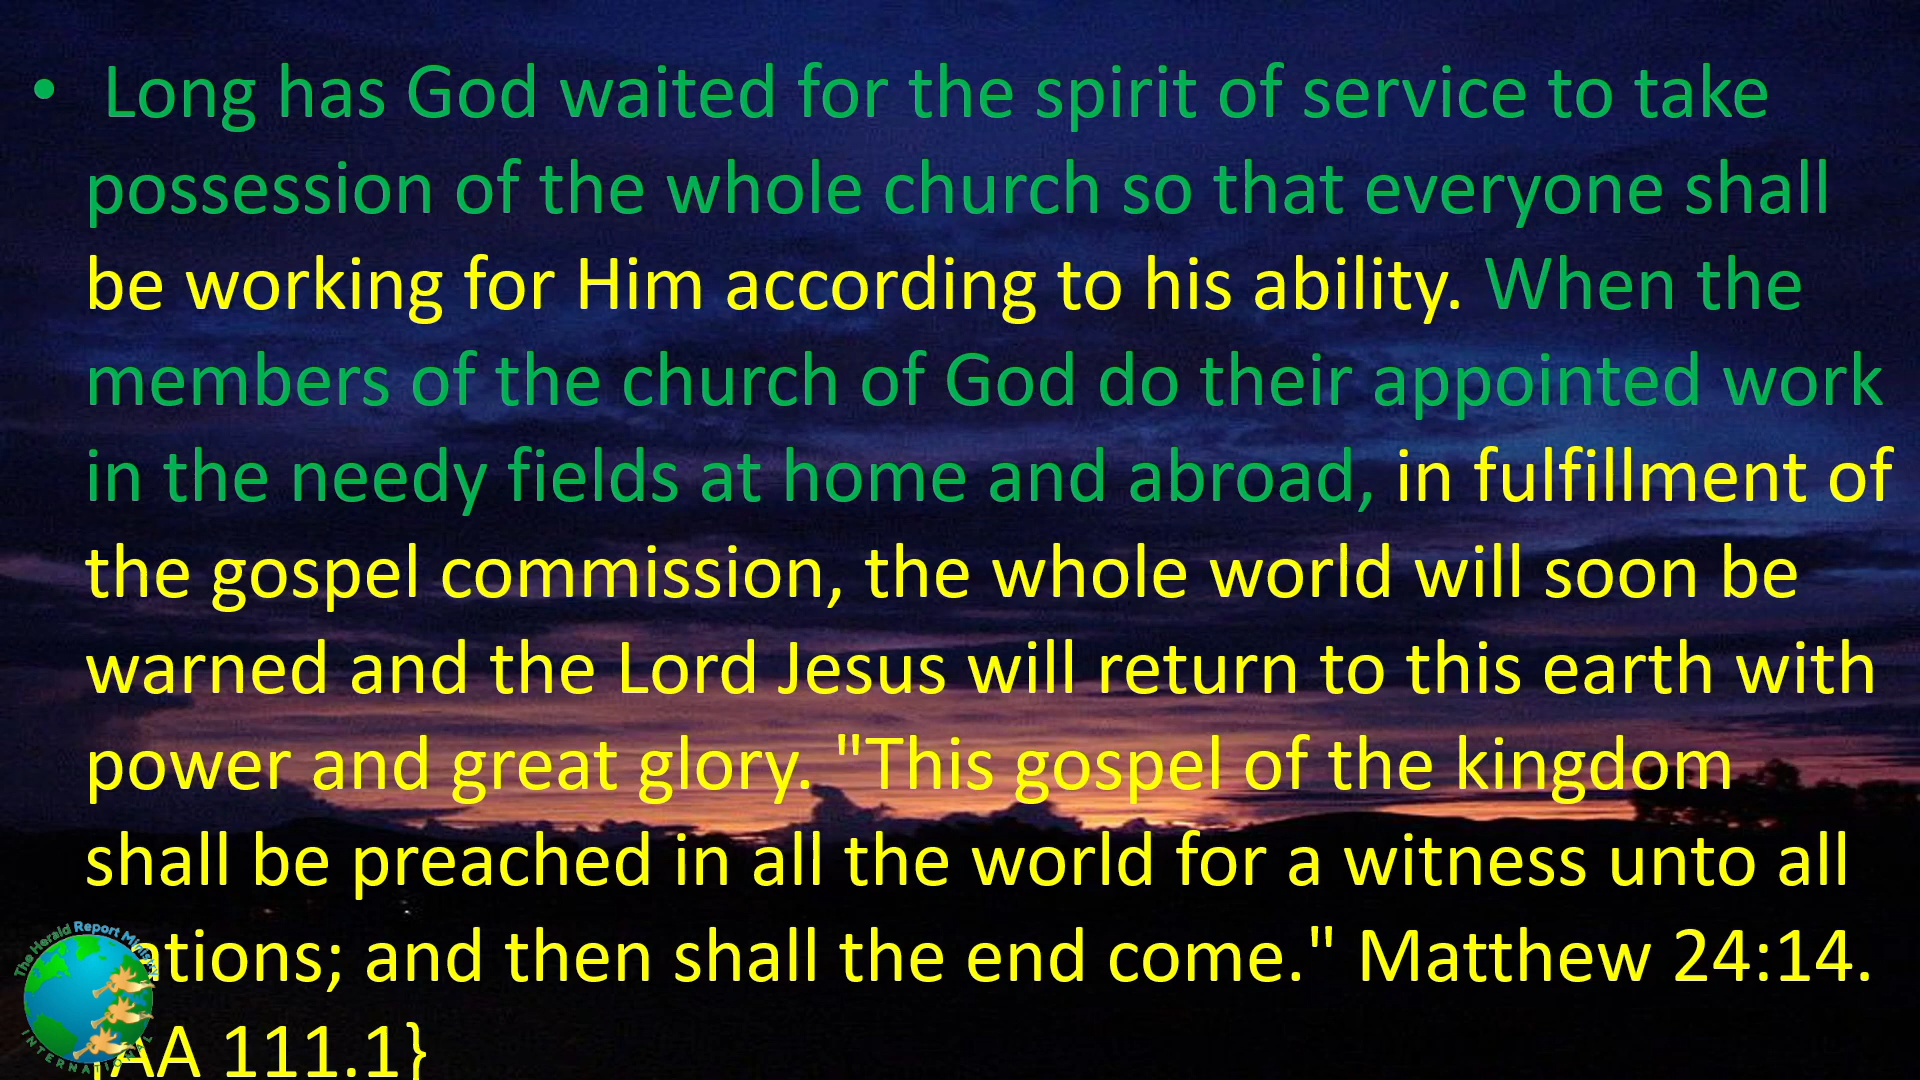 • Long has God waited for the spirit of service to take
possession of the whole church so that everyone shall
be working for Him according to his ability. When the
members of the church of God do their appointed work
in the needy fields at home and abroad, in fulfillment of
the gospel commission, the whole world will soon be
warned and the Lord Jesus will return to this earth with
power and great glory. "This gospel of the kingdom
shall be preached in all the world for a witness unto all
ations; and then shall the end come." Matthew 24:14.
{AA 111.1}
The Herald Report Ministry
INTERNATIONAL